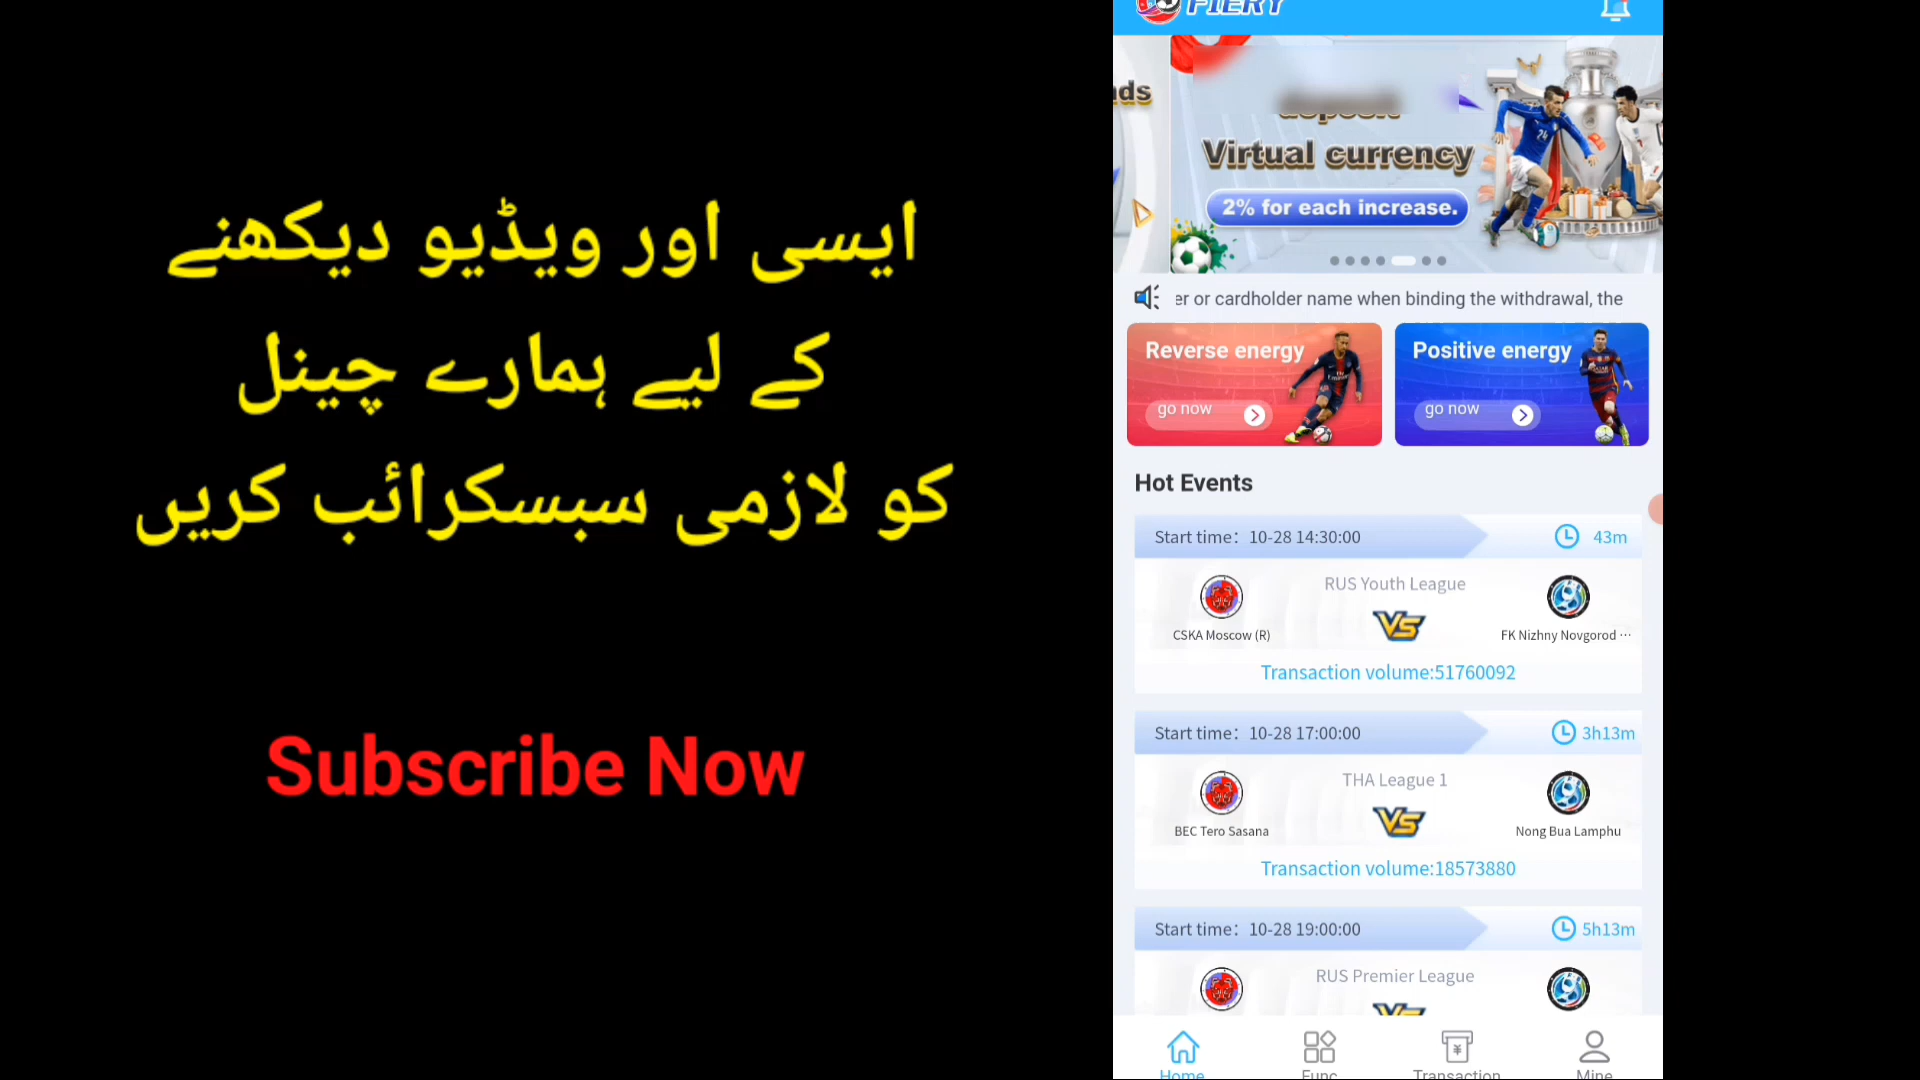 ایسی اور ویڈیو دیکھنے
کے لیے ہمارے چینل
کو لازمی سبسکرائب کریں
Subscribe Now
FIERY
deposit
Virtual currency
2% for each increase.
er or cardholder name when binding the withdrawal, the
Reverse energy
go now
Positive energy
go now
Hot Events
Start time: 10-28 14:30:00
43m
RUS Youth League
VS
CSKA Moscow (R)
FK Nizhny Novgorod ···
Transaction volume:51760092
Start time: 10-28 17:00:00
3h13m
THA League 1
VS
BEC Tero Sasana
Nong Bua Lamphu
Transaction volume:18573880
Start time: 10-28 19:00:00
5h13m
RUS Premier League
VS
Home
Func
Transaction
Mine